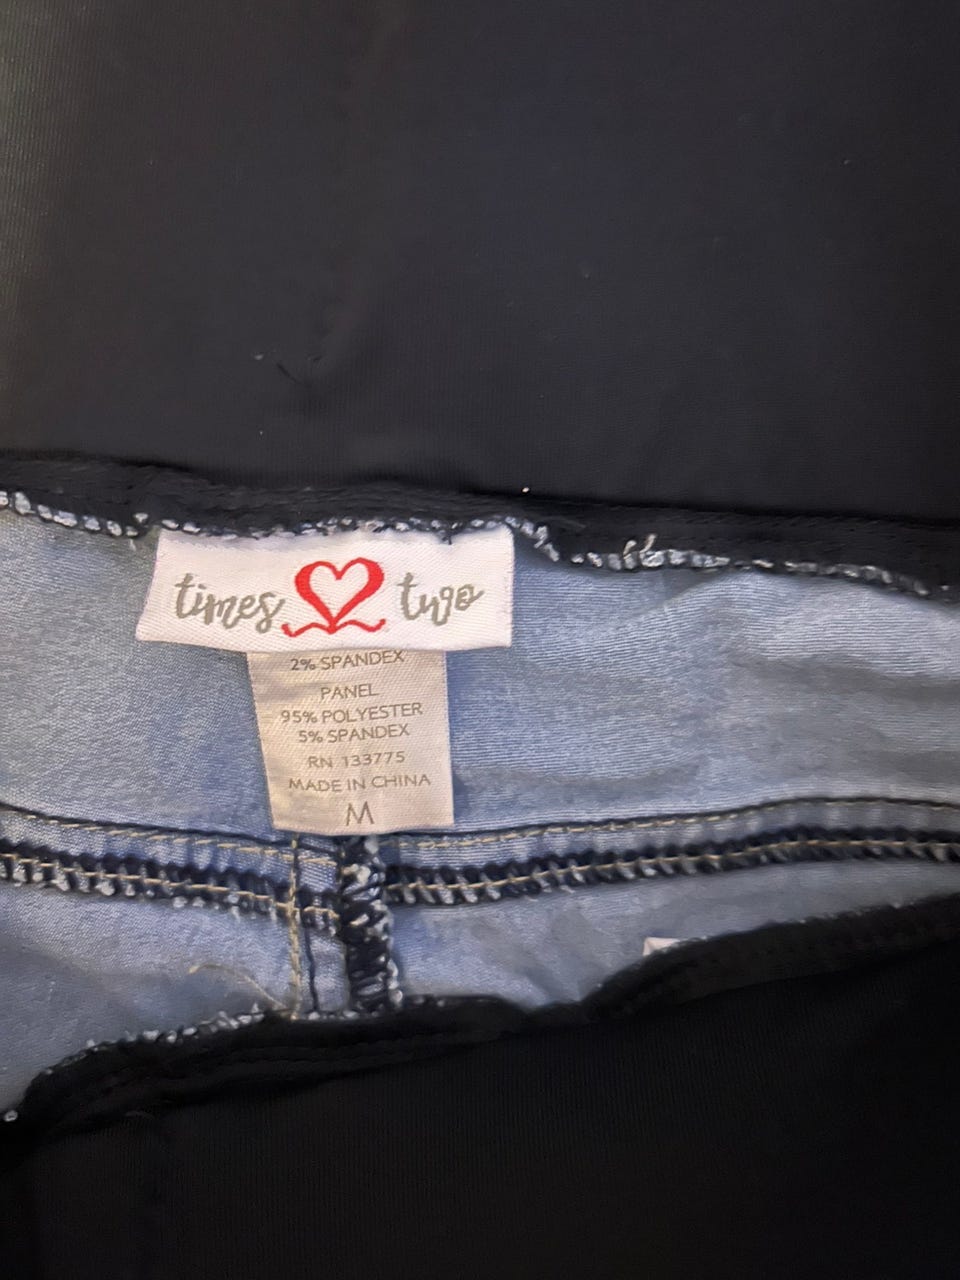 times two
2% SPANDEX
PANEL
95% POLYESTER
5% SPANDEX
RN 133775
MADE IN CHINA
M